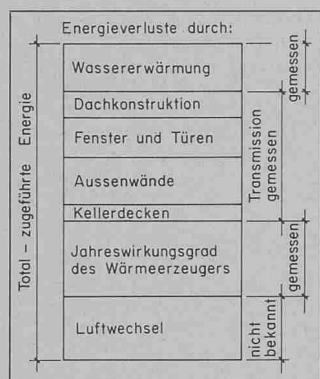 Energieverluste durch:
Total - zugeführte Energie
Wassererwärmung
gemessen
Dachkonstruktion
Fenster und Türen
Aussenwände
Kellerdecken
Transmission
gemessen
Jahreswirkungsgrad
des Wärmeerzeugers
gemessen
Luftwechsel
nicht
bekannt